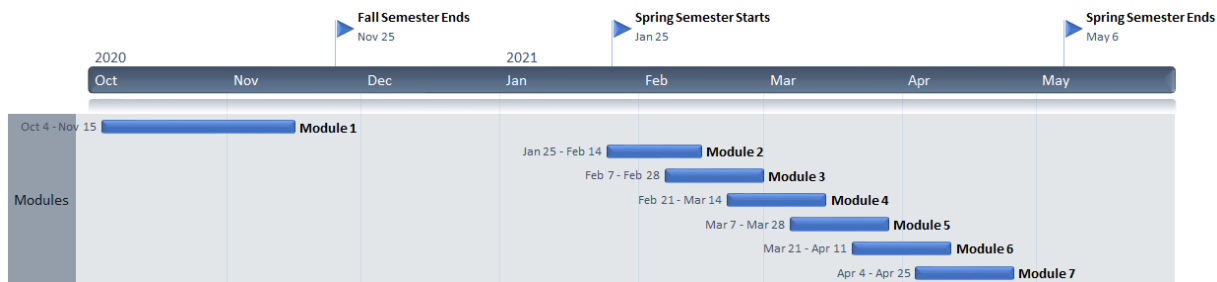 Fall Semester Ends
Nov 25
Spring Semester Starts
Jan 25
Spring Semester Ends
May 6
2020
2021
Oct Nov Dec Jan Feb Mar Apr May
Modules
Oct 4 - Nov 15 Module 1
Jan 25 - Feb 14 Module 2
Feb 7 - Feb 28 Module 3
Feb 21 - Mar 14 Module 4
Mar 7 - Mar 28 Module 5
Mar 21 - Apr 11 Module 6
Apr 4 - Apr 25 Module 7